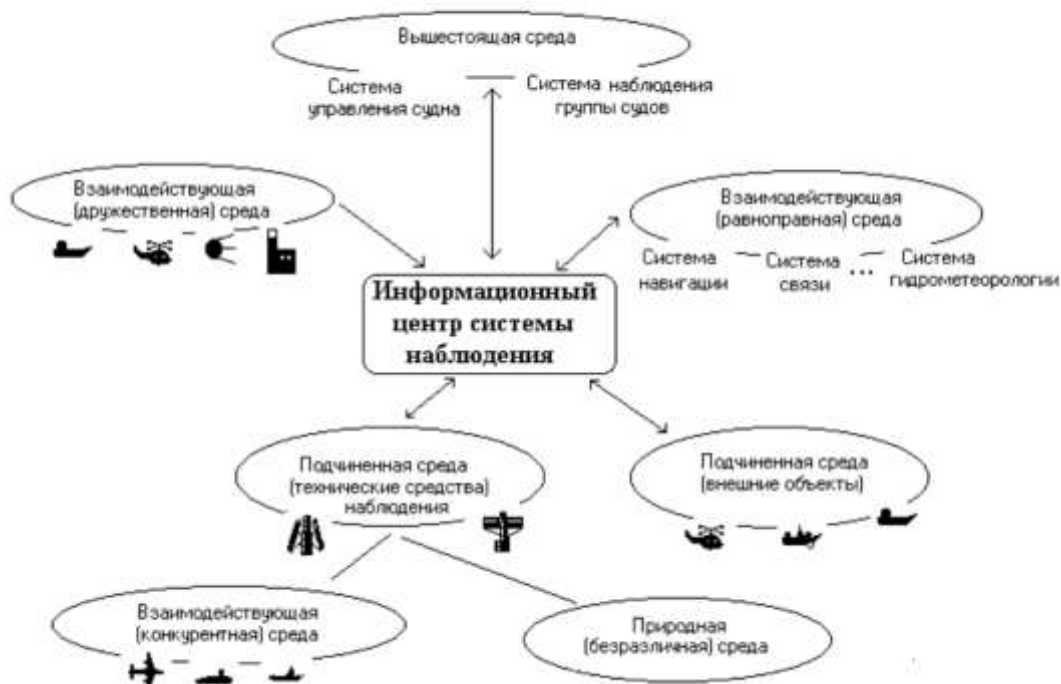 Вышестоящая среда
Система
управления судна
Система наблюдения
группы судов
Взаимодействующая
(дружественная) среда
Взаимодействующая
(равноправная) среда
Система
навигации
Система
связи
...
Система
гидрометеорологии
Информационный
центр системы
наблюдения
Подчиненная среда
(технические средства)
наблюдения
Подчиненная среда
(внешние объекты)
Взаимодействующая
(конкурентная) среда
Природная
(безразличная) среда